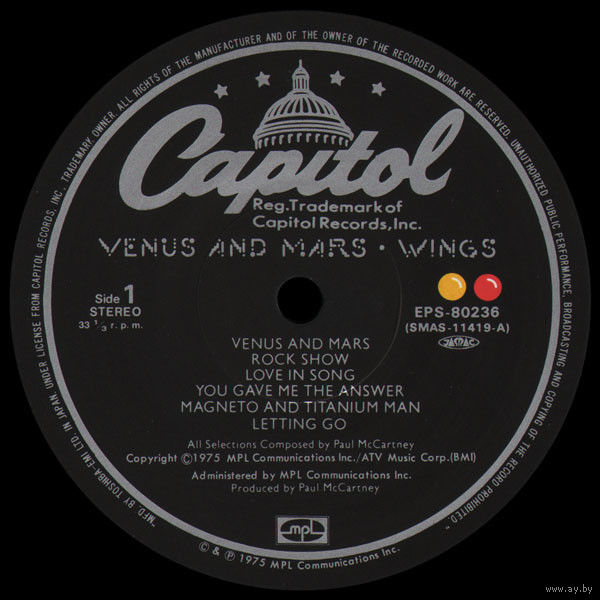 "MFD BY TOSHIBA-EMI LTD IN JAPAN, UNDER LICENSE FROM CAPITOL RECORDS, INC., TRADEMARK OWNER. ALL RIGHTS OF THE MANUFACTURER AND OF THE OWNER OF THE RECORDED WORK ARE RESERVED. UNAUTHORIZED PUBLIC PERFORMANCE, BROADCASTING AND COPYING OF THE RECORD PROHIBITED."
Capitol
Reg. Trademark of
Capitol Records, Inc.
VENUS AND MARS • WINGS
Side 1
STEREO
33 1/3 r.p.m.
EPS-80236
(SMAS-11419-A)
JASRAC
VENUS AND MARS
ROCK SHOW
LOVE IN SONG
YOU GAVE ME THE ANSWER
MAGNETO AND TITANIUM MAN
LETTING GO
All Selections Composed by Paul McCartney
Copyright ©1975 MPL Communications Inc./ATV Music Corp.(BMI)
Administered by MPL Communications Inc.
Produced by Paul McCartney
mpl
© & ℗ 1975 MPL Communications Inc.
www.ay.by